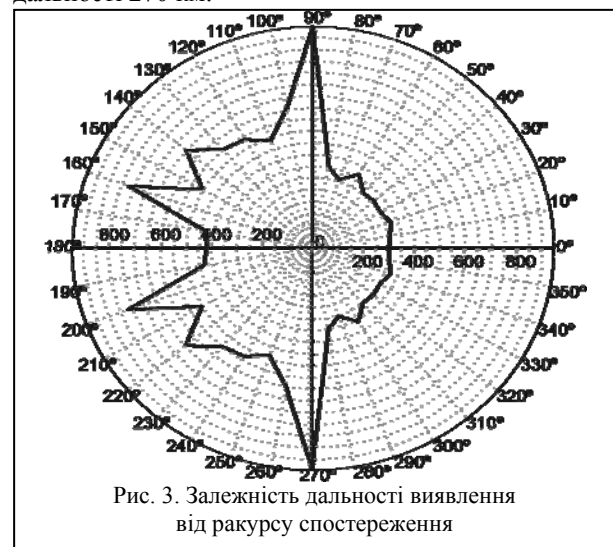 дальності 270 км.
100° 90° 80°
110° 70°
120° 60°
130° 50°
140° 40°
150° 30°
160° 20°
170° 10°
180° 800 600 400 200 0 200 400 600 800 0°
190° 350°
200° 340°
210° 330°
220° 320°
230° 310°
240° 300°
250° 290°
260° 270° 280°
Рис. 3. Залежність дальності виявлення
від ракурсу спостереження